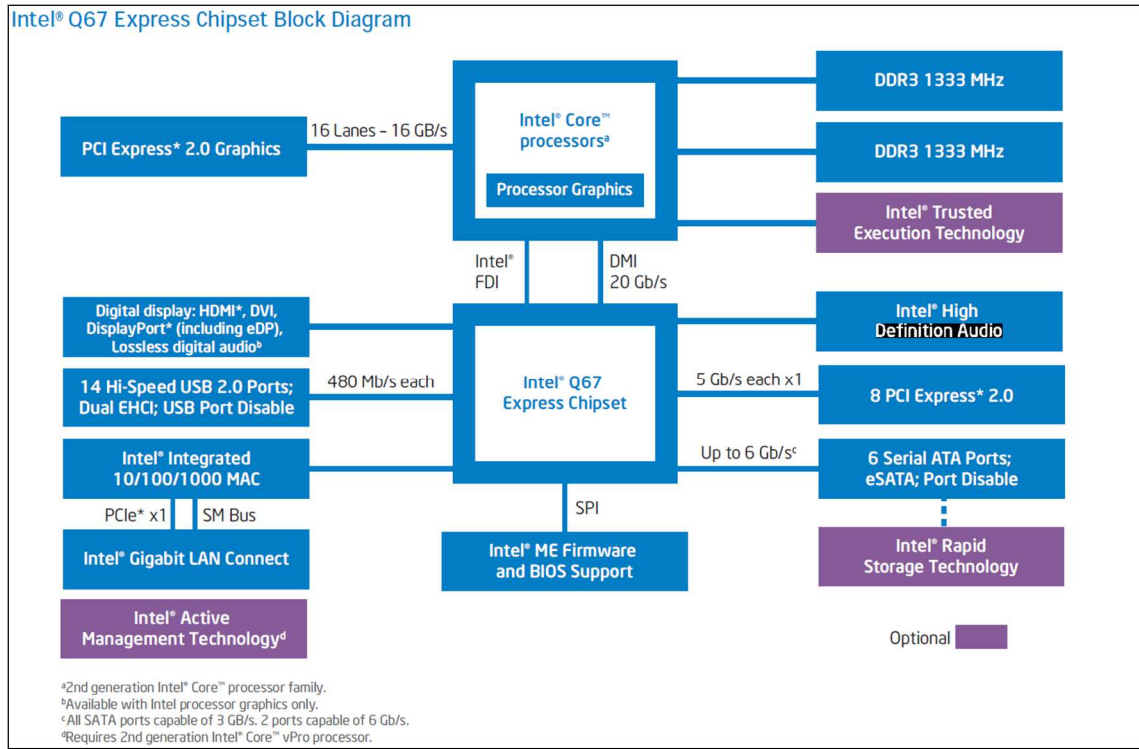 Intel® Q67 Express Chipset Block Diagram
PCI Express* 2.0 Graphics
16 Lanes – 16 GB/s
Intel® Core™
processorsᵃ
Processor Graphics
DDR3 1333 MHz
DDR3 1333 MHz
Intel® Trusted
Execution Technology
Intel®
FDI
DMI
20 Gb/s
Digital display: HDMI*, DVI,
DisplayPort* (including eDP),
Lossless digital audioᵇ
14 Hi-Speed USB 2.0 Ports;
Dual EHCI; USB Port Disable
480 Mb/s each
Intel® Integrated
10/100/1000 MAC
PCIe* x1
SM Bus
Intel® Gigabit LAN Connect
Intel® Active
Management Technologyᵈ
Intel® Q67
Express Chipset
SPI
Intel® ME Firmware
and BIOS Support
Intel® High
Definition Audio
5 Gb/s each x1
8 PCI Express* 2.0
Up to 6 Gb/sᶜ
6 Serial ATA Ports;
eSATA; Port Disable
Intel® Rapid
Storage Technology
Optional
ᵃ2nd generation Intel® Core™ processor family.
ᵇAvailable with Intel processor graphics only.
ᶜAll SATA ports capable of 3 GB/s. 2 ports capable of 6 Gb/s.
ᵈRequires 2nd generation Intel® Core™ vPro processor.